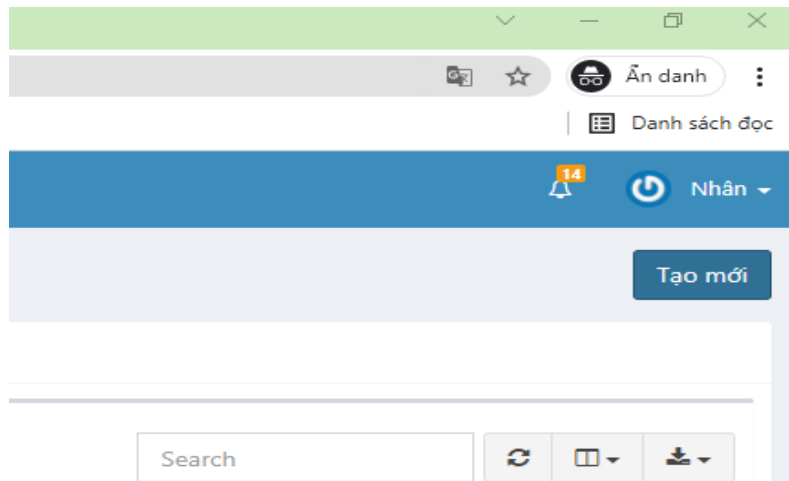 Ẩn danh
Danh sách đọc
14
Nhân
Tạo mới
Search